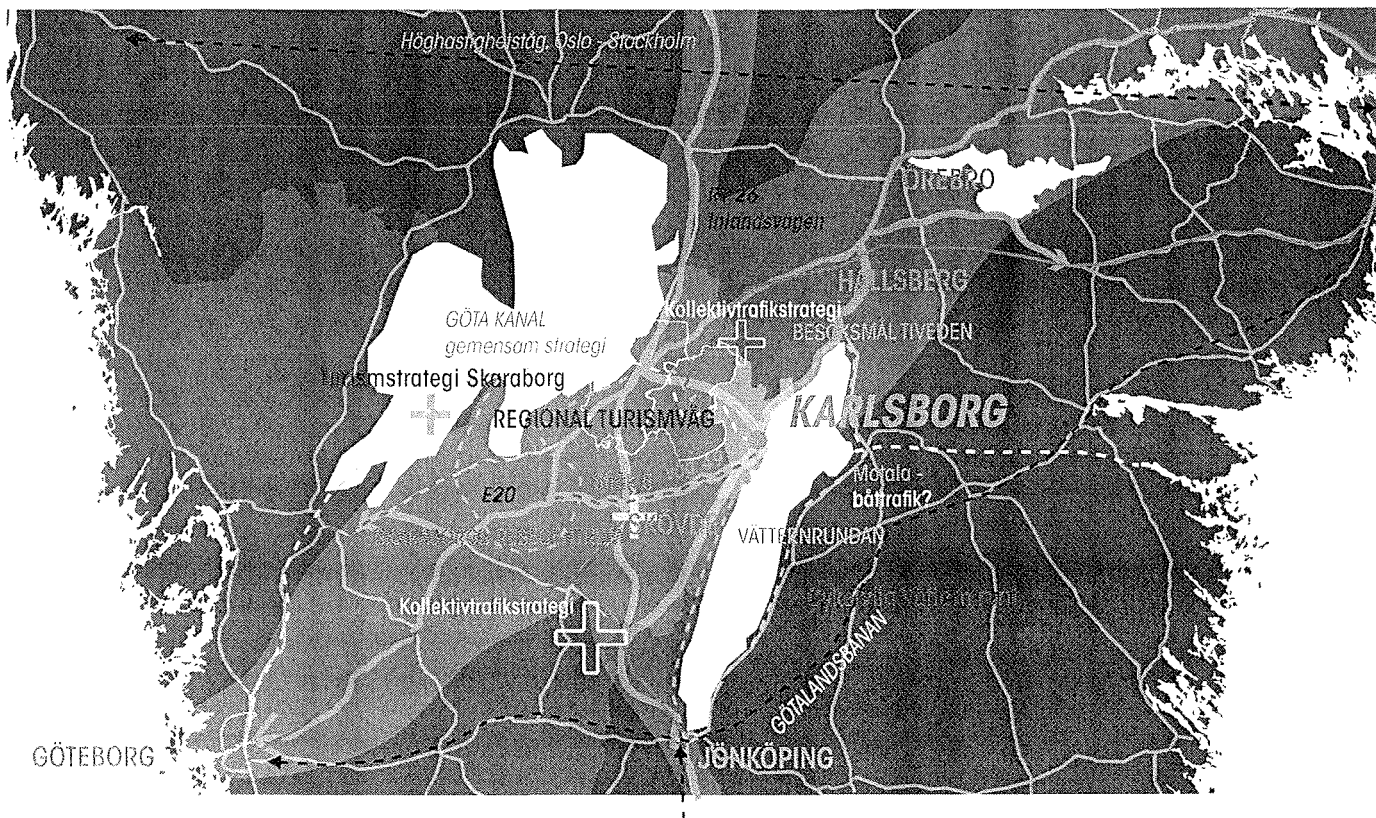 Höghastighetståg, Oslo - Stockholm
Rv 26
Inlandsvägen
ÖREBRO
HALLSBERG
Kollektivtrafikstrategi
BESÖKSMÅL TIVEDEN
GÖTA KANAL
gemensam strategi
Turismstrategi Skaraborg
REGIONAL TURISMVÄG
KARLSBORG
E20
SKÖVDE
Motala -
båttrafik?
VÄTTERNRUNDAN
Kollektivtrafikstrategi
GÖTALANDSBANAN
GÖTEBORG
JÖNKÖPING